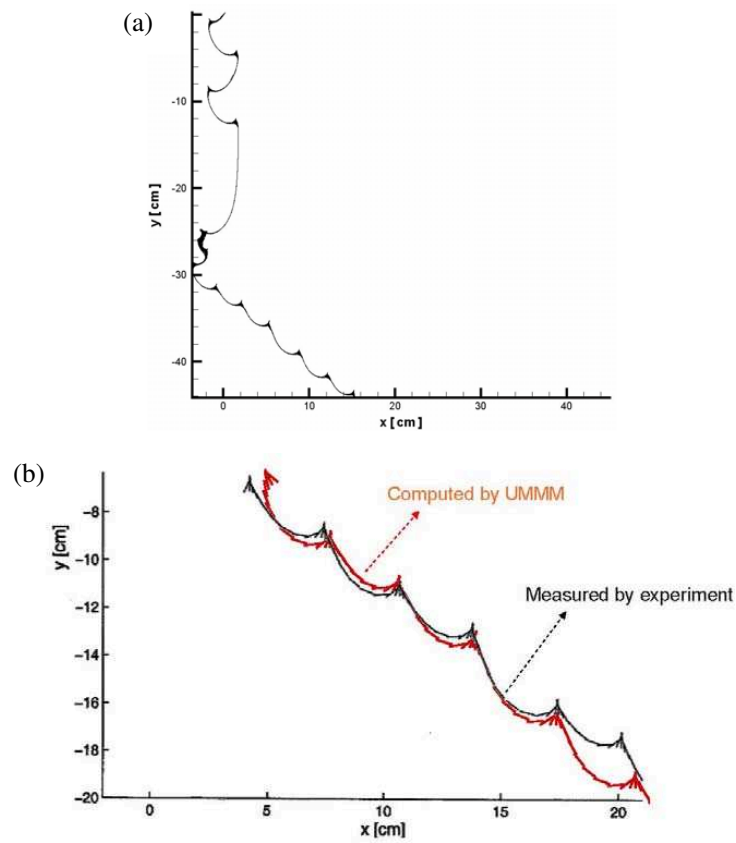 (a)
-10
-20
-30
-40
y [cm]
0 10 20 30 40
x [cm]
(b)
Computed by UMMM
Measured by experiment
-8
-10
-12
-14
-16
-18
-20
y [cm]
0 5 10 15 20
x [cm]